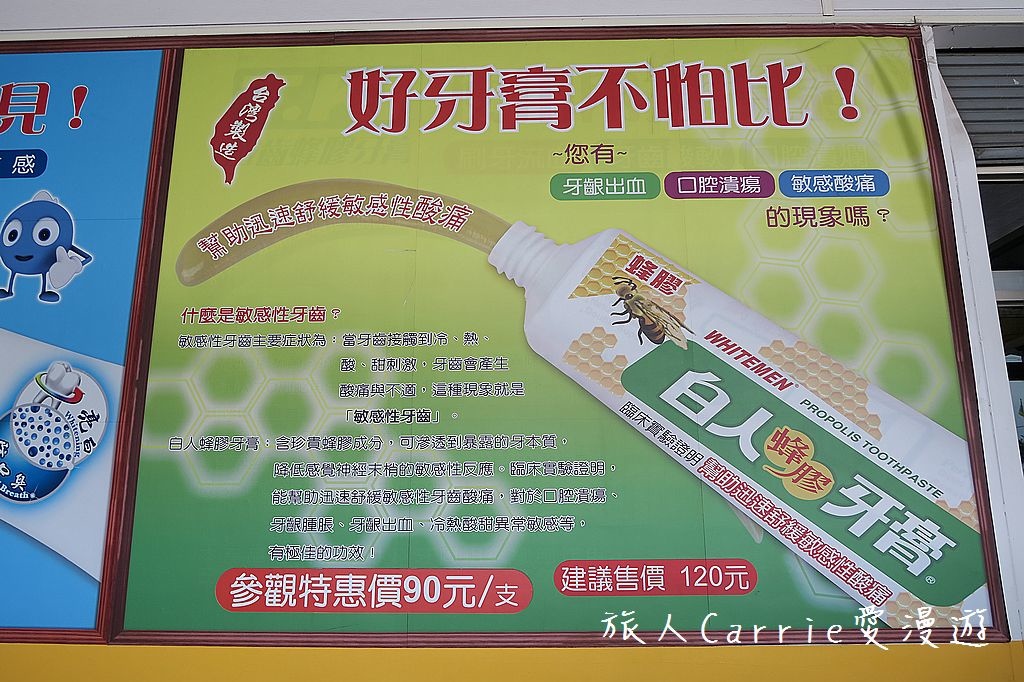 見！
感
亮白
Whitening
Breath
台灣製造
好牙膏不怕比！
~您有~
牙齦出血 口腔潰瘍 敏感酸痛
的現象嗎？
幫助迅速舒緩敏感性酸痛
什麼是敏感性牙齒？
敏感性牙齒主要症狀為：當牙齒接觸到冷、熱、
酸、甜刺激，牙齒會產生
酸痛與不適，這種現象就是
「敏感性牙齒」。
白人蜂膠牙膏：含珍貴蜂膠成分，可滲透到暴露的牙本質，
降低感覺神經末梢的敏感性反應。臨床實驗證明，
能幫助迅速舒緩敏感性牙齒酸痛，對於口腔潰瘍、
牙齦腫脹、牙齦出血、冷熱酸甜異常敏感等，
有極佳的功效！
蜂膠
WHITEMEN®
PROPOLIS TOOTHPASTE
白人蜂膠牙膏®
臨床實驗證明幫助迅速舒緩敏感性酸痛
參觀特惠價90元/支
建議售價 120元
旅人Carrie愛漫遊